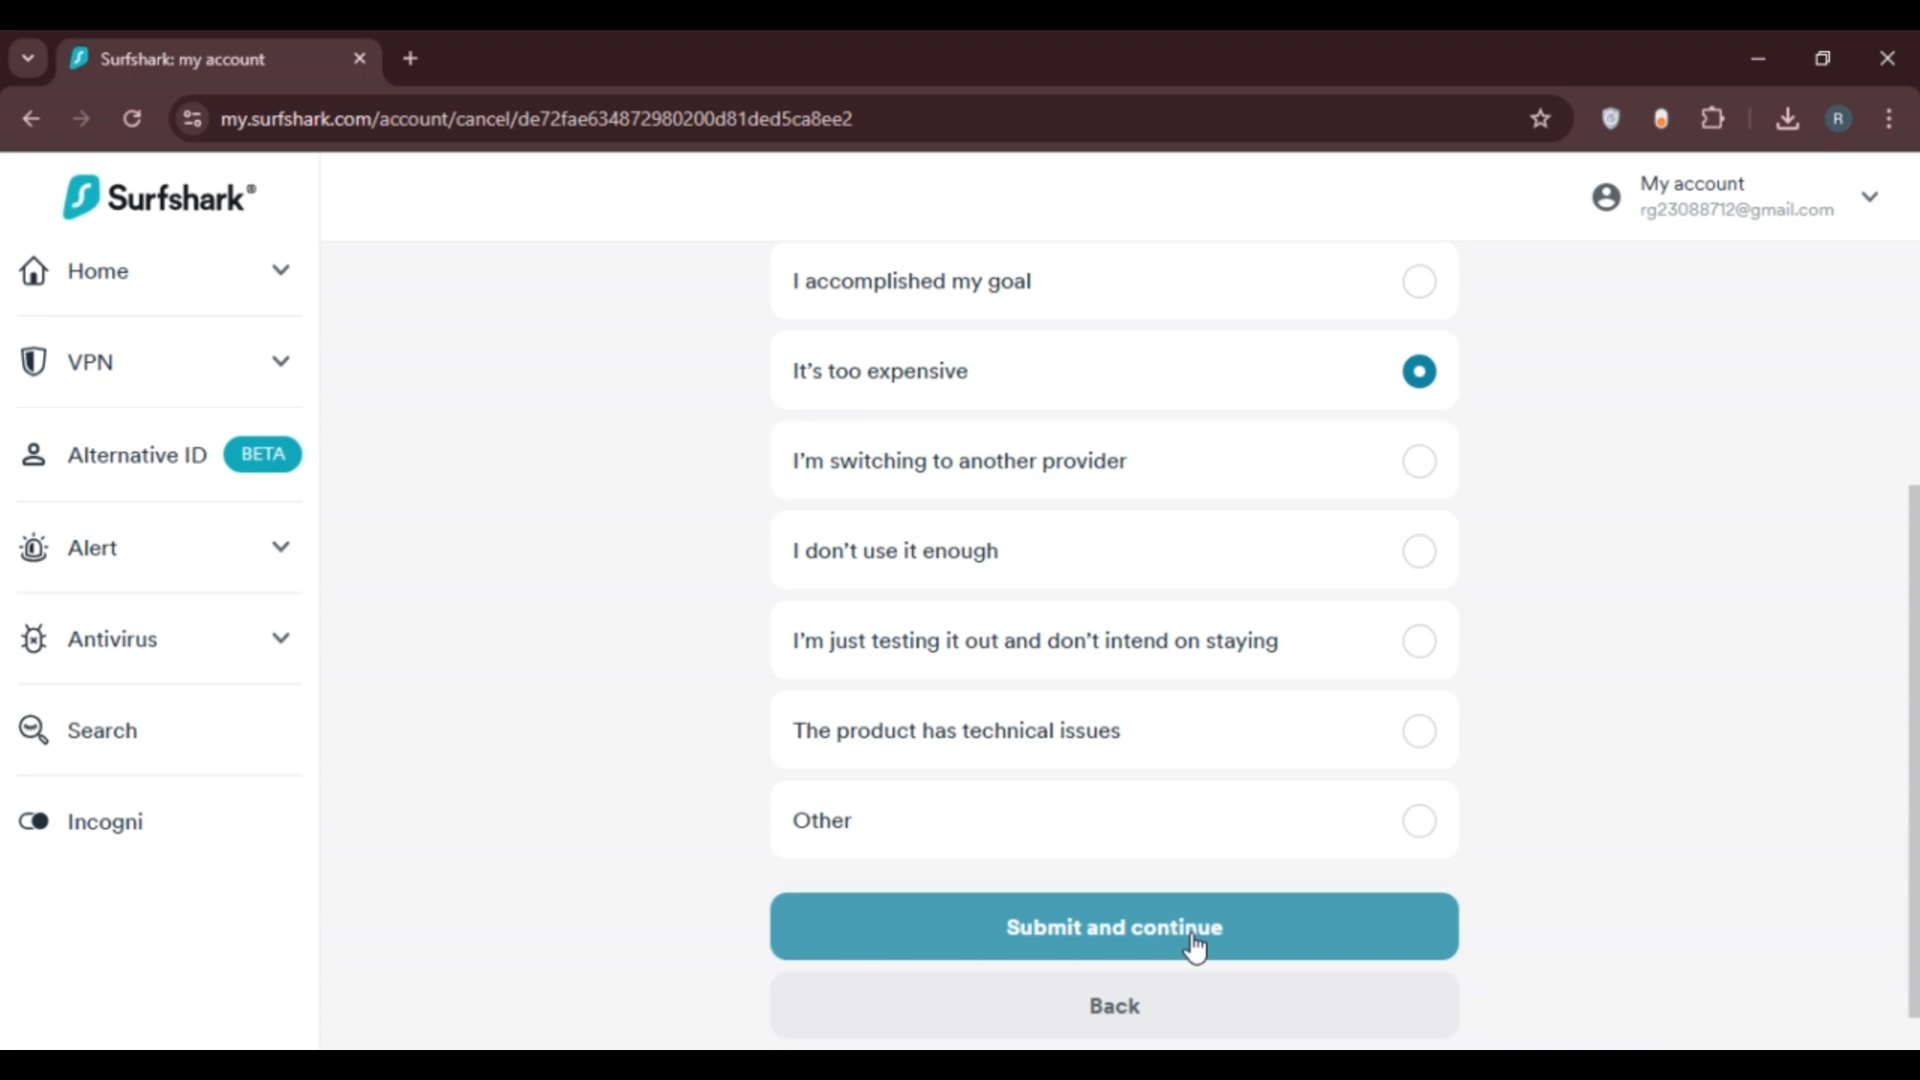 Surfshark: my account
my.surfshark.com/account/cancel/de72fae634872980200d81ded5ca8ee2
R
Surfshark®
My account
rg23088712@gmail.com
Home
VPN
Alternative ID BETA
Alert
Antivirus
Search
Incogni
I accomplished my goal
It's too expensive
I'm switching to another provider
I don't use it enough
I'm just testing it out and don't intend on staying
The product has technical issues
Other
Submit and continue
Back